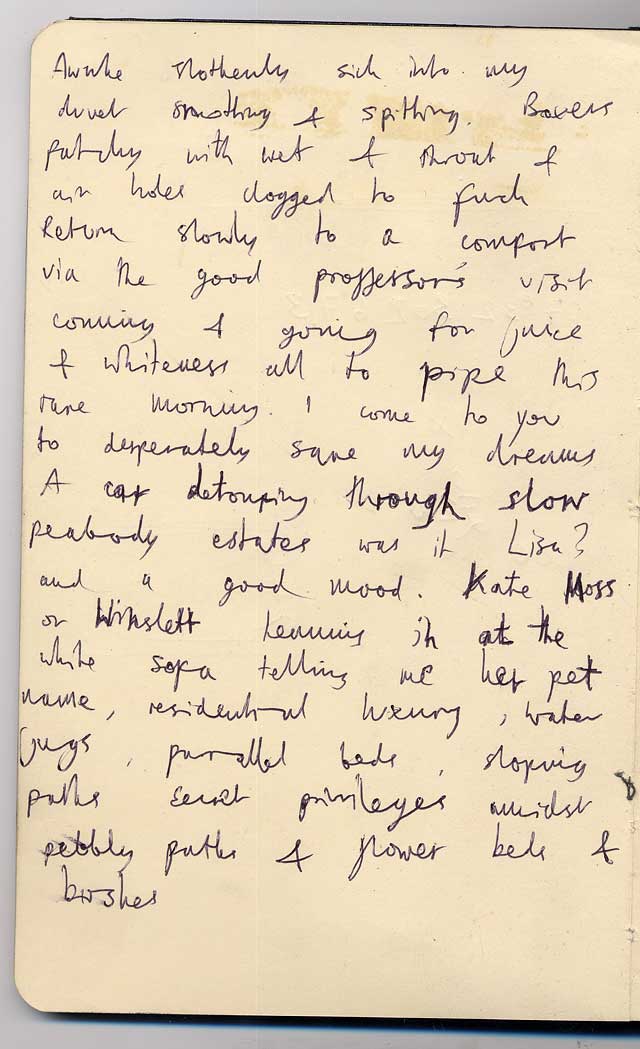 Awake slothenly sick into my
duvet snoothing & spitting. Boxers
patchy with wet & throat &
air holes clogged to fuck
Return slowly to a comfort
via the good proffessor's visit
coming & going for juice
& whiteness all to pipe this
rare morning. I come to you
to desperately save my dreams
A car detouring through slow
peabody estates was it Lisa?
and a good mood. Kate Moss
or Winslett leaning in at the
white sofa telling me her pet
name, residential luxury, water
jugs, parallel beds, sloping
paths secret privileges amidst
pebbly paths & flower beds &
bushes